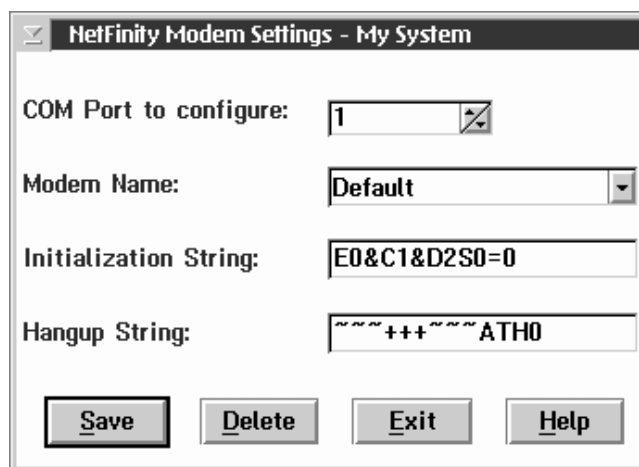 NetFinity Modem Settings - My System
COM Port to configure: 1
Modem Name: Default
Initialization String: E0&C1&D2S0=0
Hangup String: ~~~+++~~~ATH0
Save Delete Exit Help